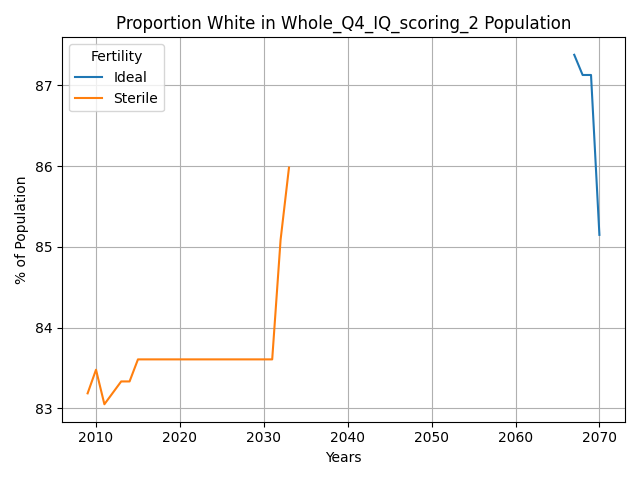 Proportion White in Whole_Q4_IQ_scoring_2 Population
Fertility
Ideal
Sterile
87
86
85
84
83
% of Population
2010 2020 2030 2040 2050 2060 2070
Years